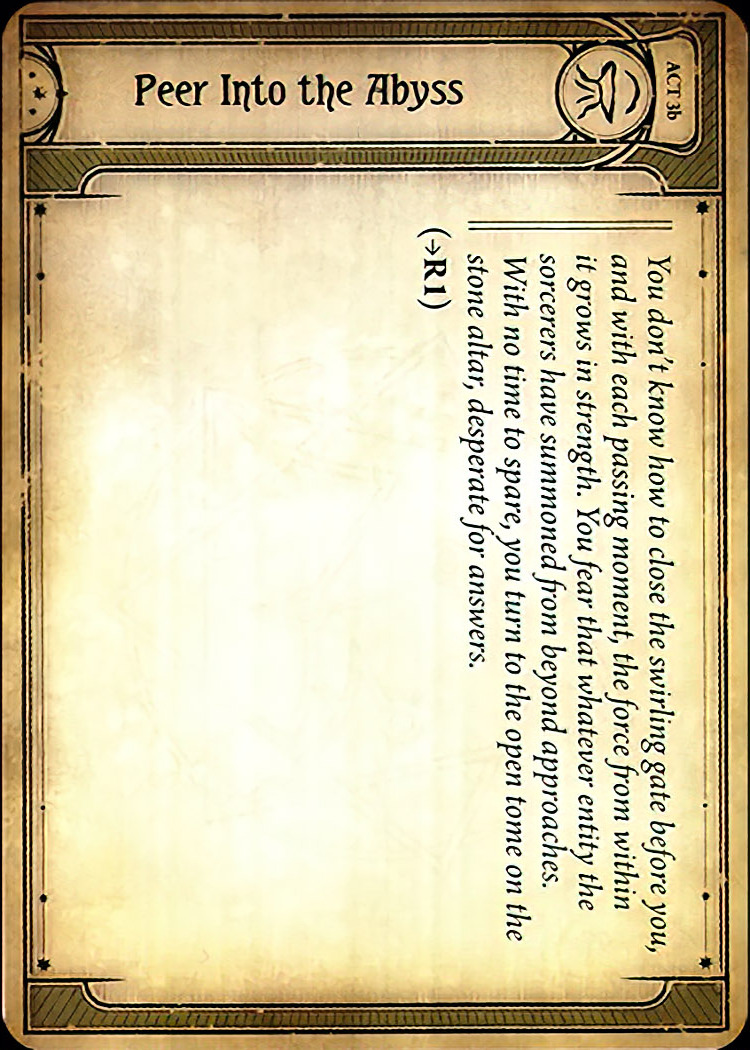 ACT 3b
Peer Into the Abyss
You don't know how to close the swirling gate before you,
and with each passing moment, the force from within
it grows in strength. You fear that whatever entity the
sorcerers have summoned from beyond approaches.
With no time to spare, you turn to the open tome on the
stone altar, desperate for answers.
(→R1)